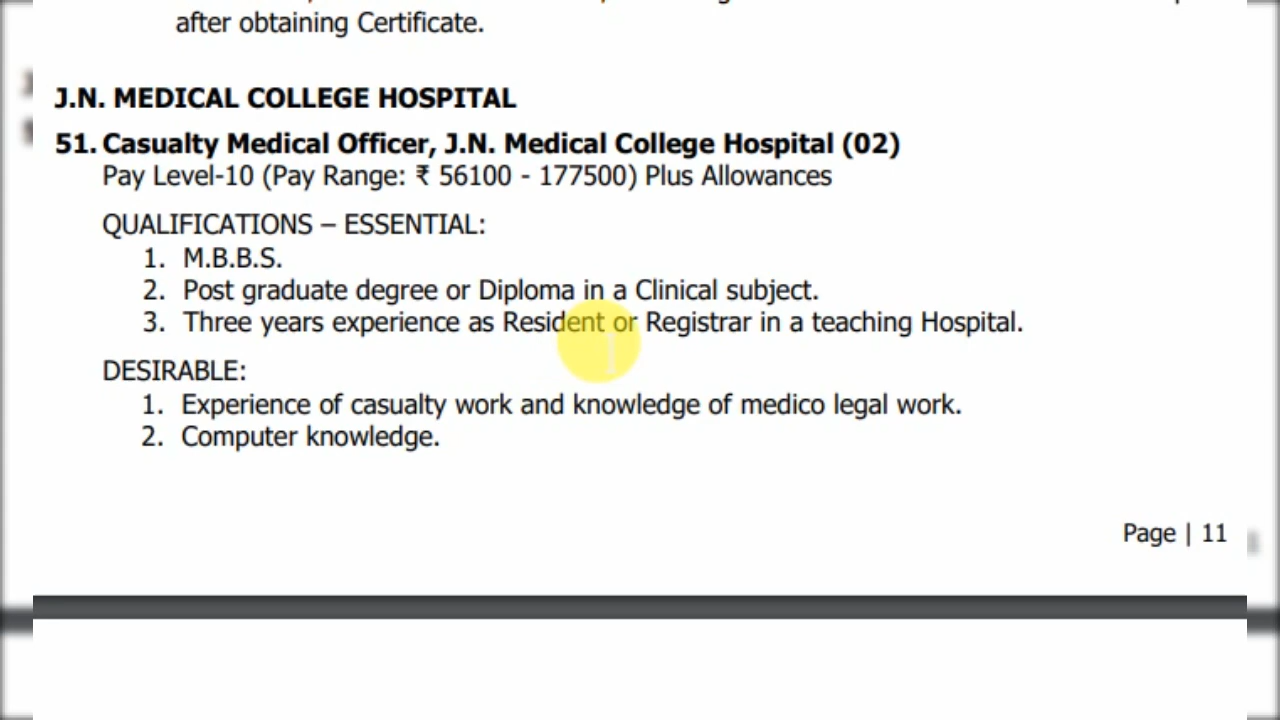 after obtaining Certificate.
J.N. MEDICAL COLLEGE HOSPITAL
51. Casualty Medical Officer, J.N. Medical College Hospital (02)
Pay Level-10 (Pay Range: ₹ 56100 - 177500) Plus Allowances
QUALIFICATIONS – ESSENTIAL:
1. M.B.B.S.
2. Post graduate degree or Diploma in a Clinical subject.
3. Three years experience as Resident or Registrar in a teaching Hospital.
DESIRABLE:
1. Experience of casualty work and knowledge of medico legal work.
2. Computer knowledge.
Page | 11